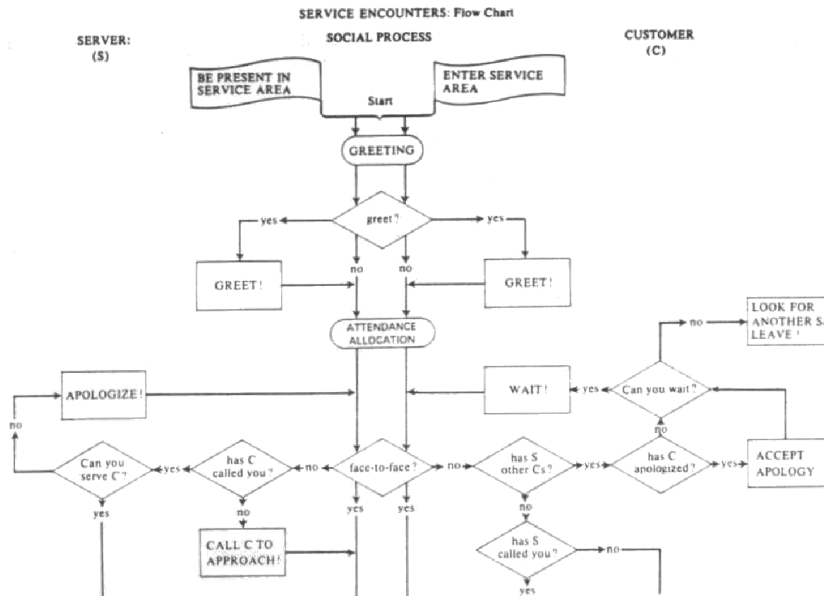 SERVICE ENCOUNTERS: Flow Chart
SERVER:
(S)
SOCIAL PROCESS
CUSTOMER
(C)
BE PRESENT IN
SERVICE AREA
ENTER SERVICE
AREA
Start
GREETING
yes
greet?
yes
no
no
GREET!
GREET!
ATTENDANCE
ALLOCATION
no
LOOK FOR
ANOTHER S
LEAVE!
APOLOGIZE!
WAIT!
yes
Can you wait?
no
no
Can you
serve C?
yes
has C
called you?
no
face-to-face?
no
has S
other Cs?
yes
has C
apologized?
yes
ACCEPT
APOLOGY
yes
no
yes
yes
no
CALL C TO
APPROACH!
has S
called you?
no
yes